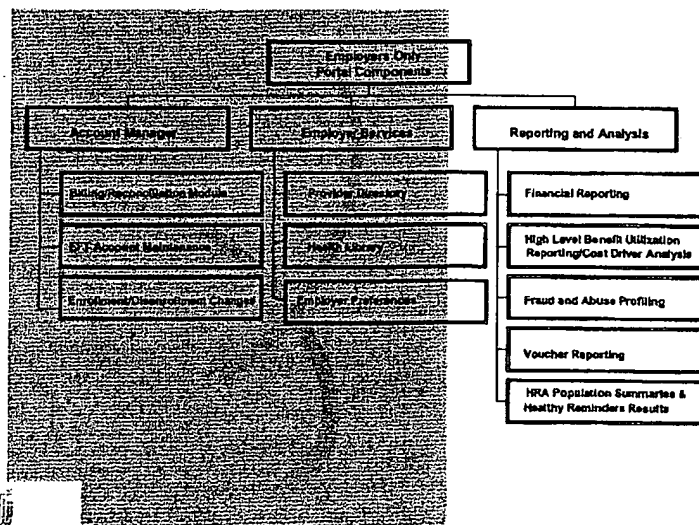 Employers Only
Portal Components
Account Manager
Employer Services
Reporting and Analysis
Billing/Reconciliation Module
EFT Account Maintenance
Enrollment/Disenrollment Changes
Provider Directory
Health Library
Employer Preferences
Financial Reporting
High Level Benefit Utilization
Reporting/Cost Driver Analysis
Fraud and Abuse Profiling
Voucher Reporting
HRA Population Summaries &
Healthy Reminders Results